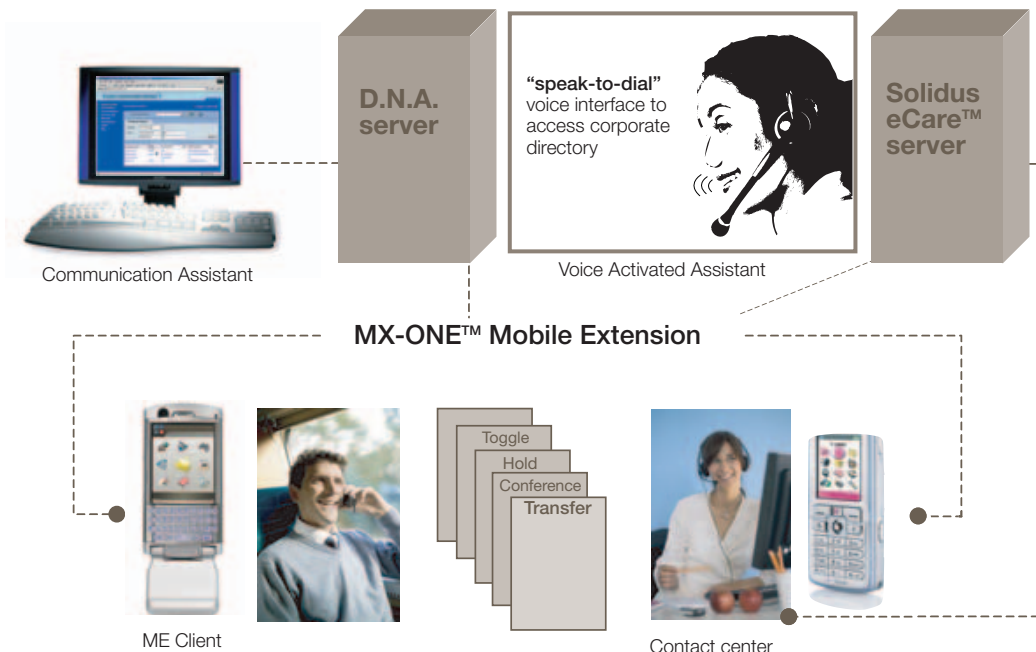 D.N.A.
server
“speak-to-dial”
voice interface to
access corporate
directory
Solidus
eCare™
server
Communication Assistant
Voice Activated Assistant
MX-ONE™ Mobile Extension
Toggle
Hold
Conference
Transfer
ME Client
Contact center